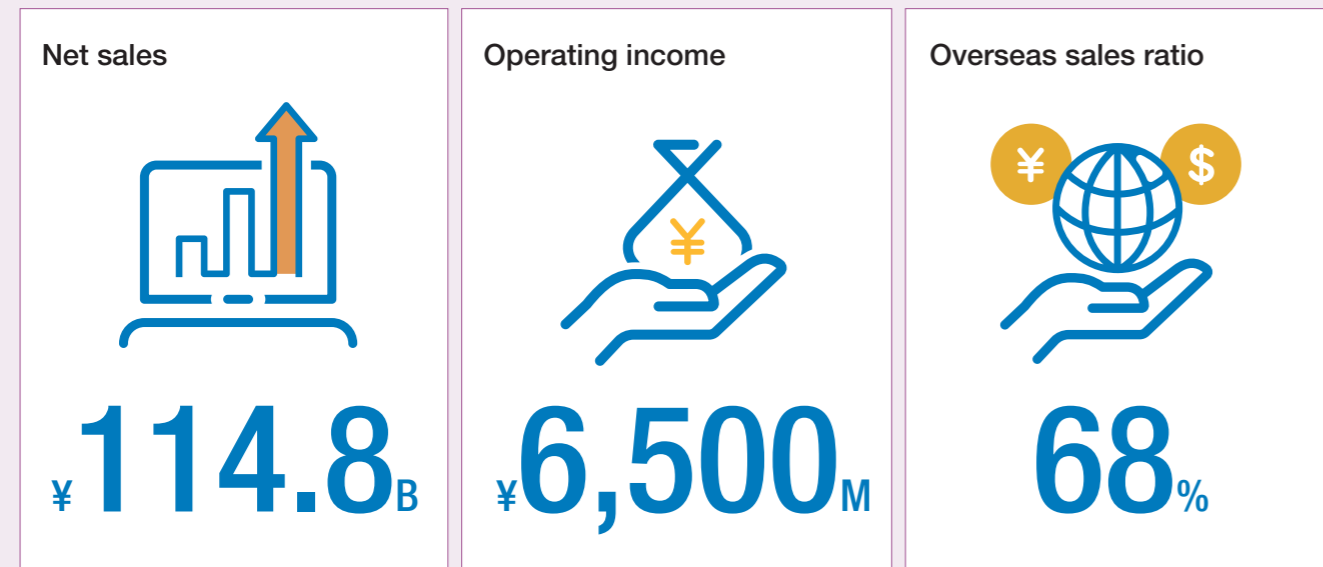 Net sales
¥114.8B
Operating income
¥
¥6,500M
Overseas sales ratio
¥ $
68%